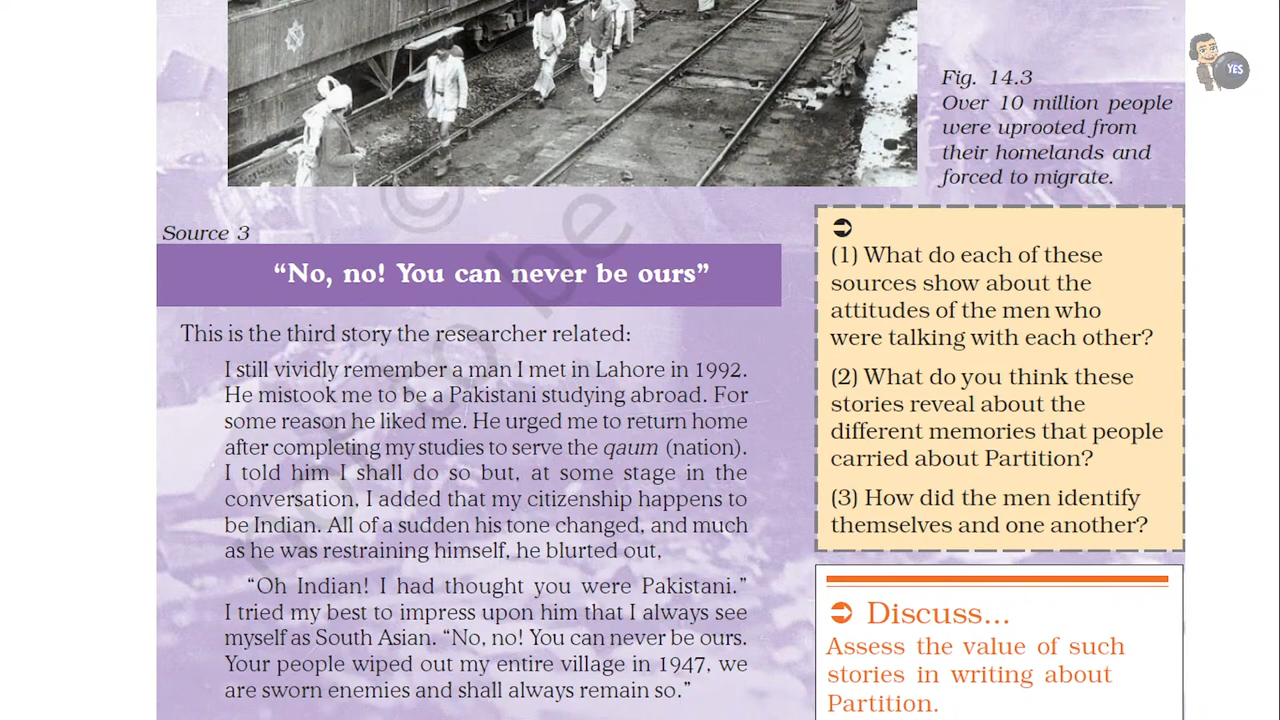 Fig. 14.3
Over 10 million people
were uprooted from
their homelands and
forced to migrate.
YES
Source 3
“No, no! You can never be ours”
This is the third story the researcher related:
I still vividly remember a man I met in Lahore in 1992.
He mistook me to be a Pakistani studying abroad. For
some reason he liked me. He urged me to return home
after completing my studies to serve the qaum (nation).
I told him I shall do so but, at some stage in the
conversation, I added that my citizenship happens to
be Indian. All of a sudden his tone changed, and much
as he was restraining himself, he blurted out,
“Oh Indian! I had thought you were Pakistani.”
I tried my best to impress upon him that I always see
myself as South Asian. “No, no! You can never be ours.
Your people wiped out my entire village in 1947, we
are sworn enemies and shall always remain so.”
(1) What do each of these
sources show about the
attitudes of the men who
were talking with each other?
(2) What do you think these
stories reveal about the
different memories that people
carried about Partition?
(3) How did the men identify
themselves and one another?
Discuss...
Assess the value of such
stories in writing about
Partition.